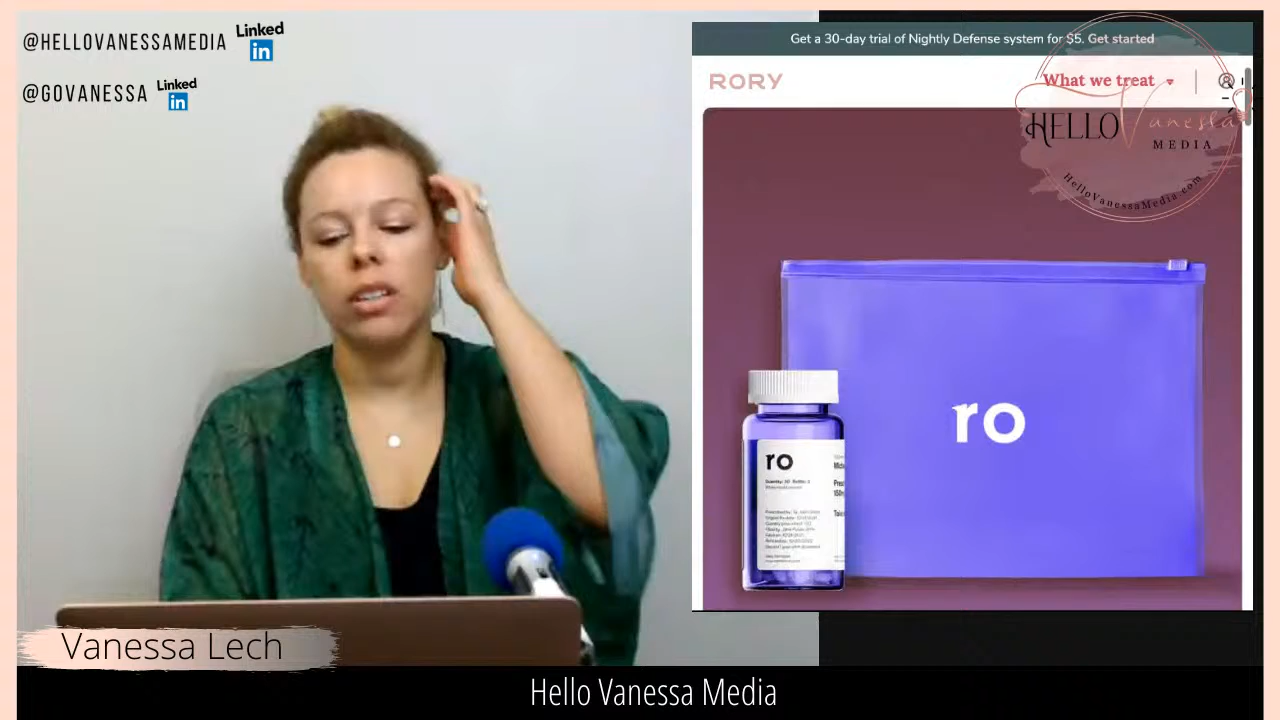 @HELLOVANESSAMEDIA
Linked in
@GOVANESSA
Linked in
Get a 30-day trial of Nightly Defense system for $5. Get started
RORY
What we treat
HELLO Vanessa
MEDIA
HelloVanessaMedia.com
ro
ro
Vanessa Lech
Hello Vanessa Media